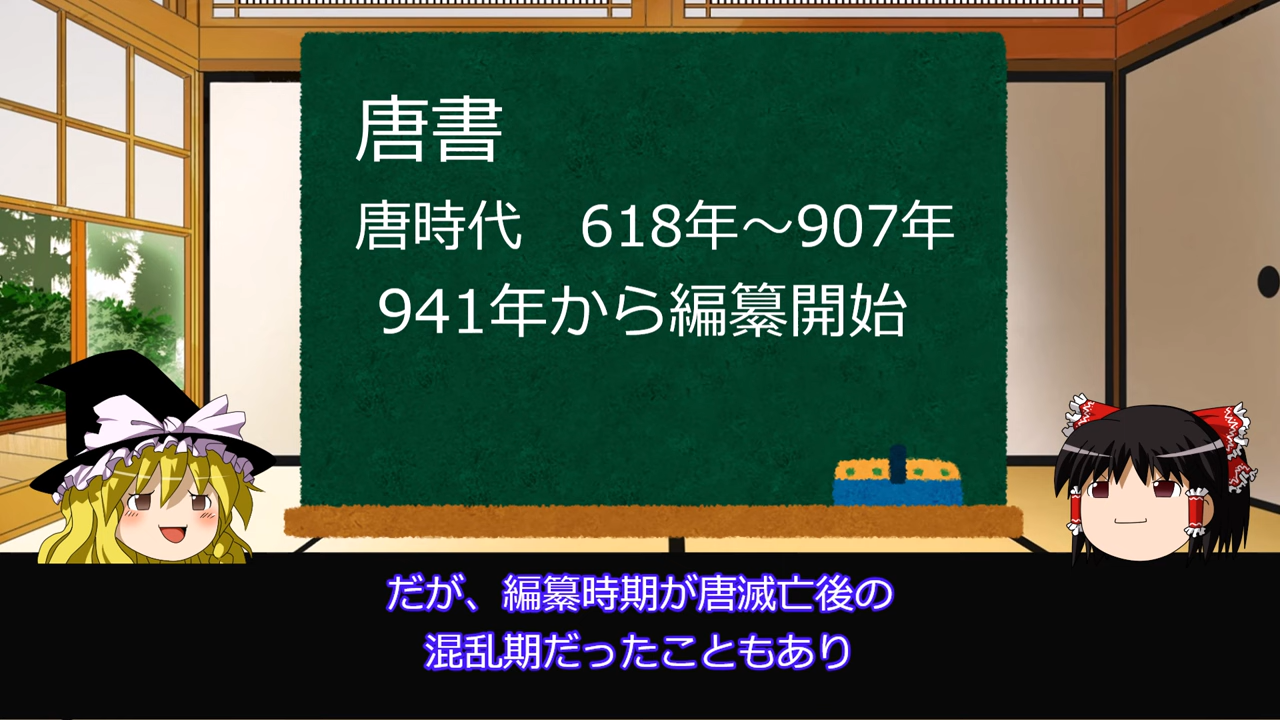 唐書
唐時代　618年～907年
941年から編纂開始
だが、編纂時期が唐滅亡後の
混乱期だったこともあり